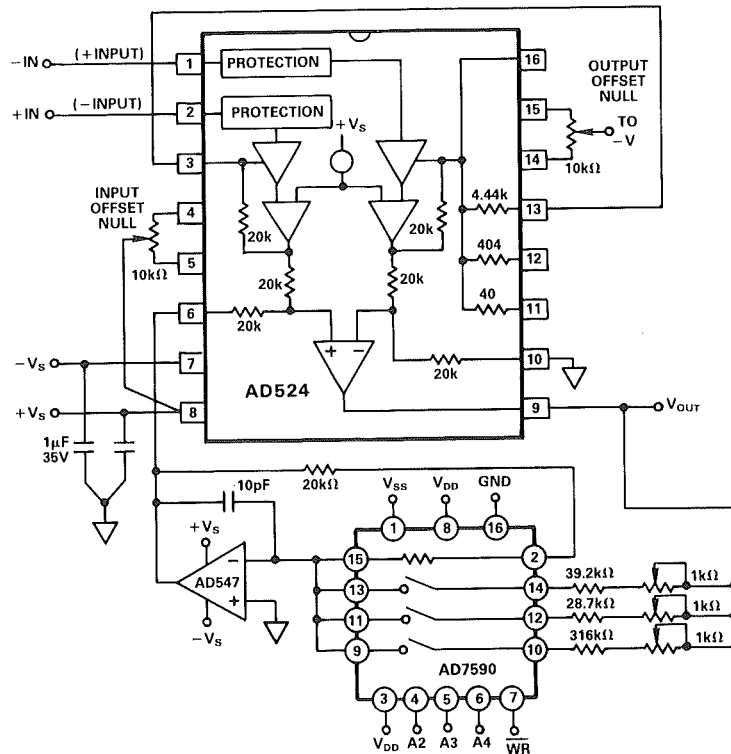 -IN (+INPUT)
+IN (-INPUT)
1 PROTECTION
2 PROTECTION
3
INPUT
OFFSET
NULL
10kΩ
4
5
6
7
8
-VS
+VS
1μF
35V
+VS
20k
20k
20k
20k
20k
20k
+ -
AD524
4.44k
404
40
16
15
14
13
12
11
10
9
OUTPUT
OFFSET
NULL
TO
-V
10kΩ
VOUT
20kΩ
10pF
+VS
-
AD547
+
-VS
VSS VDD GND
1 8 16
15 2
13 14 39.2kΩ 1kΩ
11 12 28.7kΩ 1kΩ
9 10 316kΩ 1kΩ
AD7590
3 4 5 6 7
VDD A2 A3 A4 W̅R̅